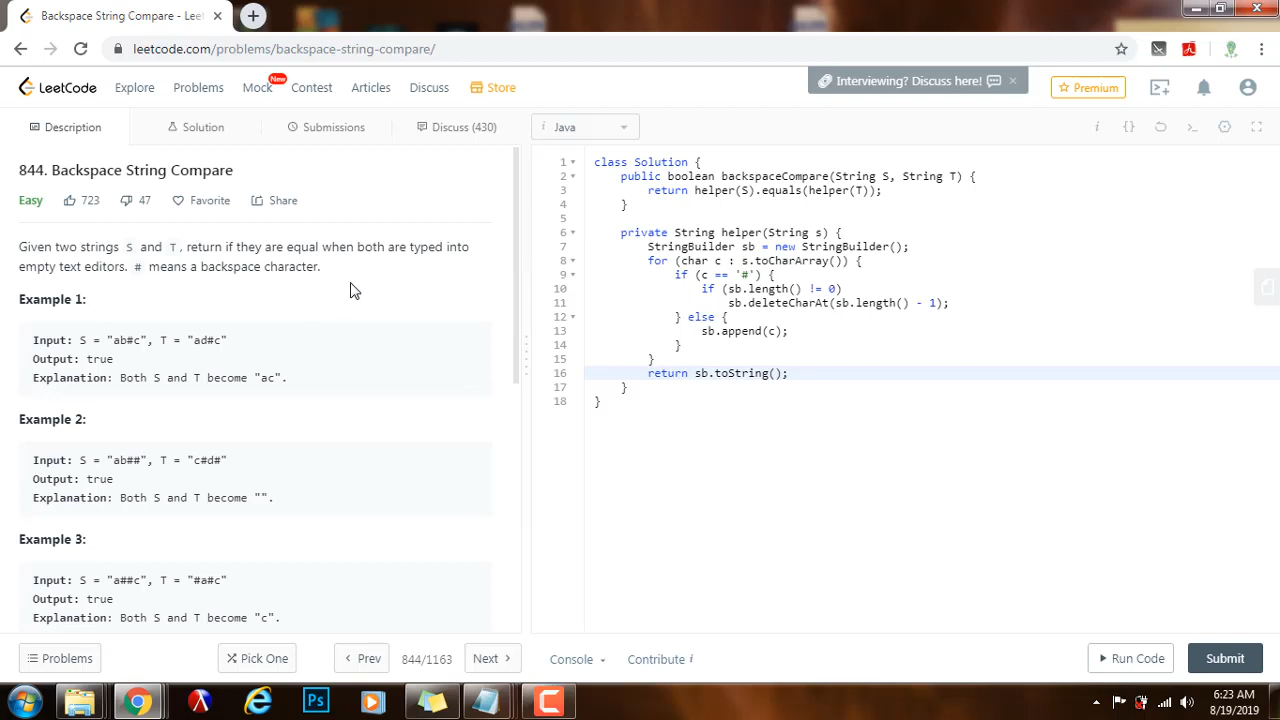 Backspace String Compare - Leet
leetcode.com/problems/backspace-string-compare/
LeetCode
Explore
Problems
Mock
New
Contest
Articles
Discuss
Store
Interviewing? Discuss here!
Premium
Description
Solution
Submissions
Discuss (430)
i Java
844. Backspace String Compare
Easy
723
47
Favorite
Share
Given two strings S and T, return if they are equal when both are typed into
empty text editors. # means a backspace character.
Example 1:
Input: S = "ab#c", T = "ad#c"
Output: true
Explanation: Both S and T become "ac".
Example 2:
Input: S = "ab##", T = "c#d#"
Output: true
Explanation: Both S and T become "".
Example 3:
Input: S = "a##c", T = "#a#c"
Output: true
Explanation: Both S and T become "c".
1 class Solution {
2 public boolean backspaceCompare(String S, String T) {
3 return helper(S).equals(helper(T));
4 }
5
6 private String helper(String s) {
7 StringBuilder sb = new StringBuilder();
8 for (char c : s.toCharArray()) {
9 if (c == '#') {
10 if (sb.length() != 0)
11 sb.deleteCharAt(sb.length() - 1);
12 } else {
13 sb.append(c);
14 }
15 }
16 return sb.toString();
17 }
18 }
Problems
Pick One
Prev
844/1163
Next
Console
Contribute i
Run Code
Submit
Ps
6:23 AM
8/19/2019